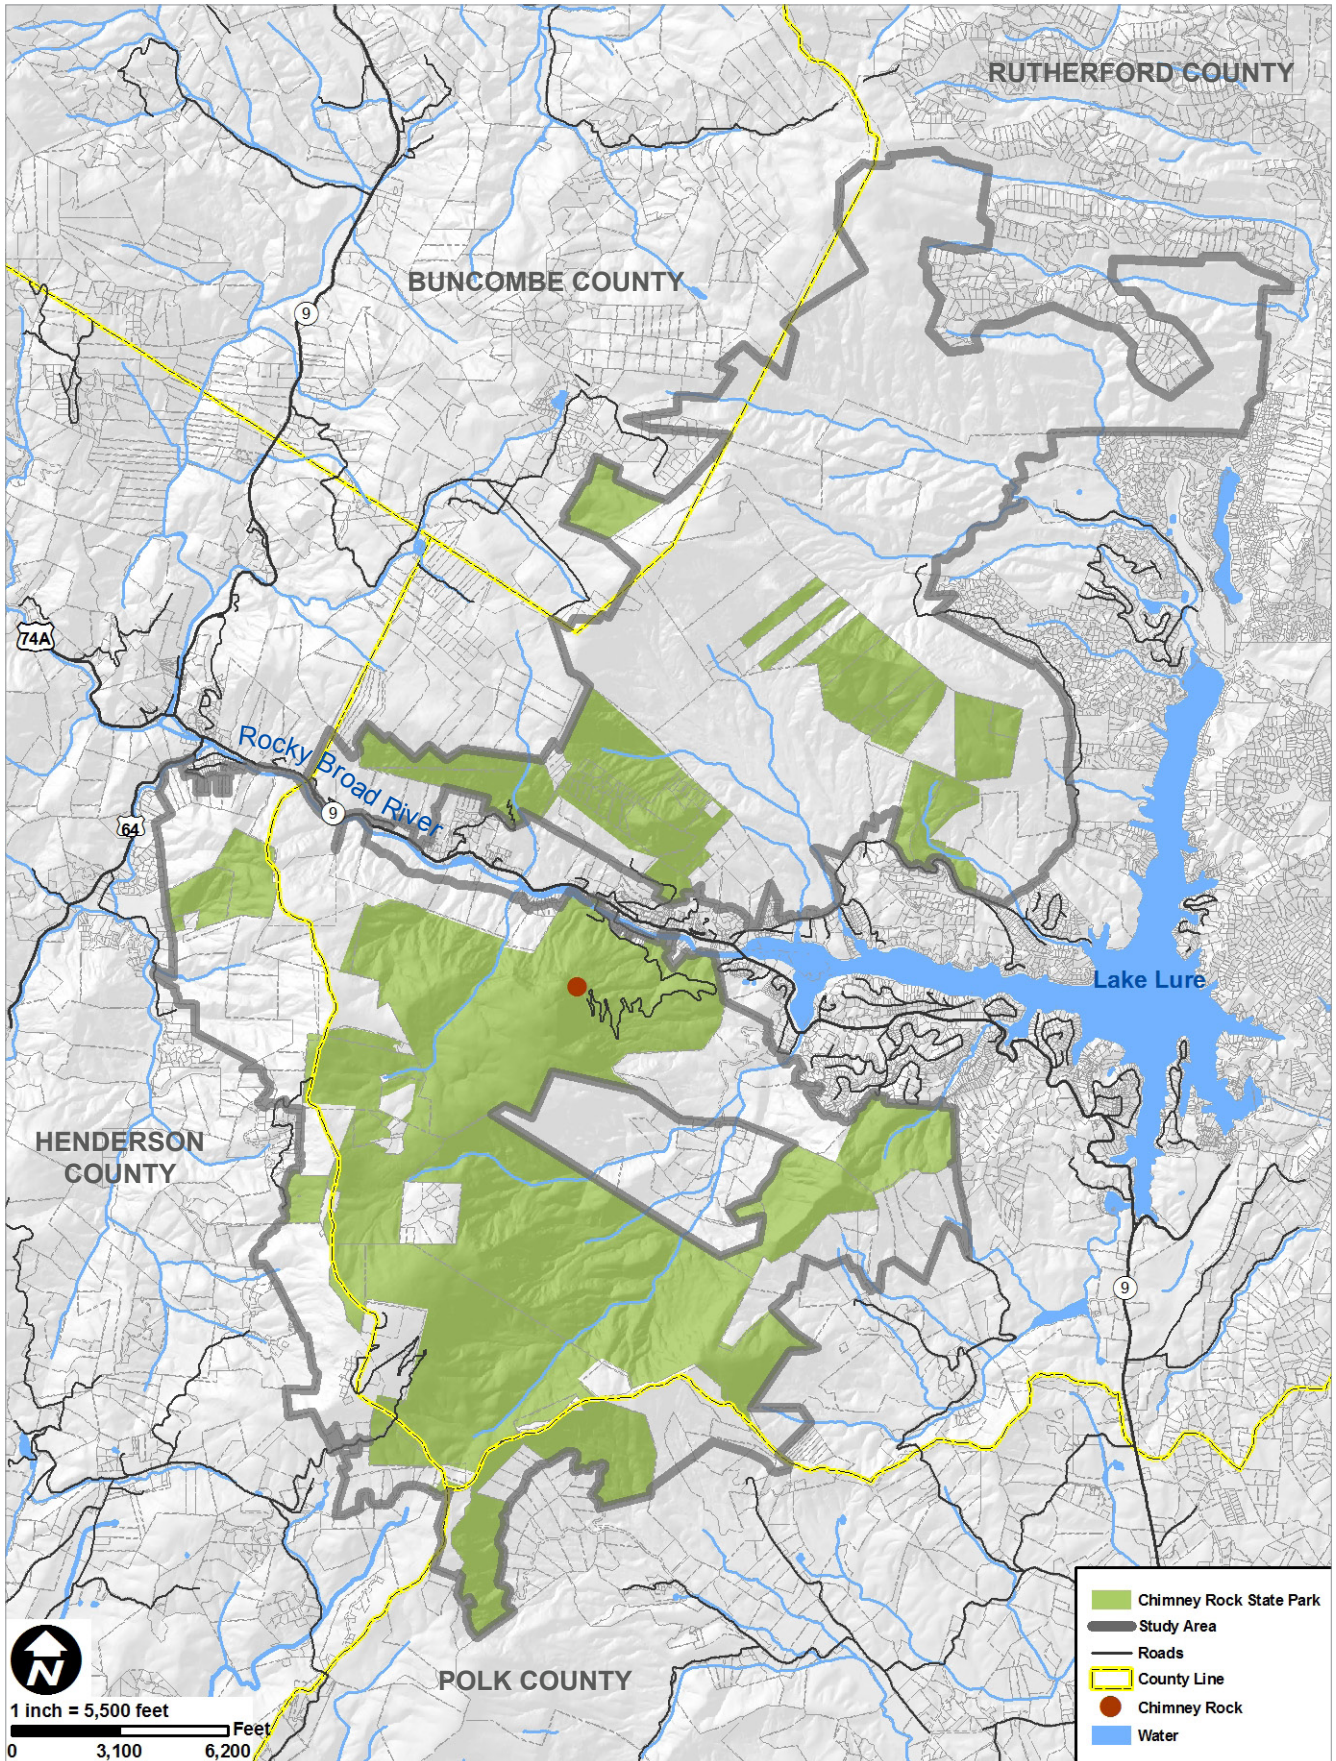 RUTHERFORD COUNTY
BUNCOMBE COUNTY
9
74A
Rocky Broad River
9
64
Lake Lure
HENDERSON
COUNTY
9
POLK COUNTY
N
1 inch = 5,500 feet
Feet
0 3,100 6,200
Chimney Rock State Park
Study Area
Roads
County Line
Chimney Rock
Water